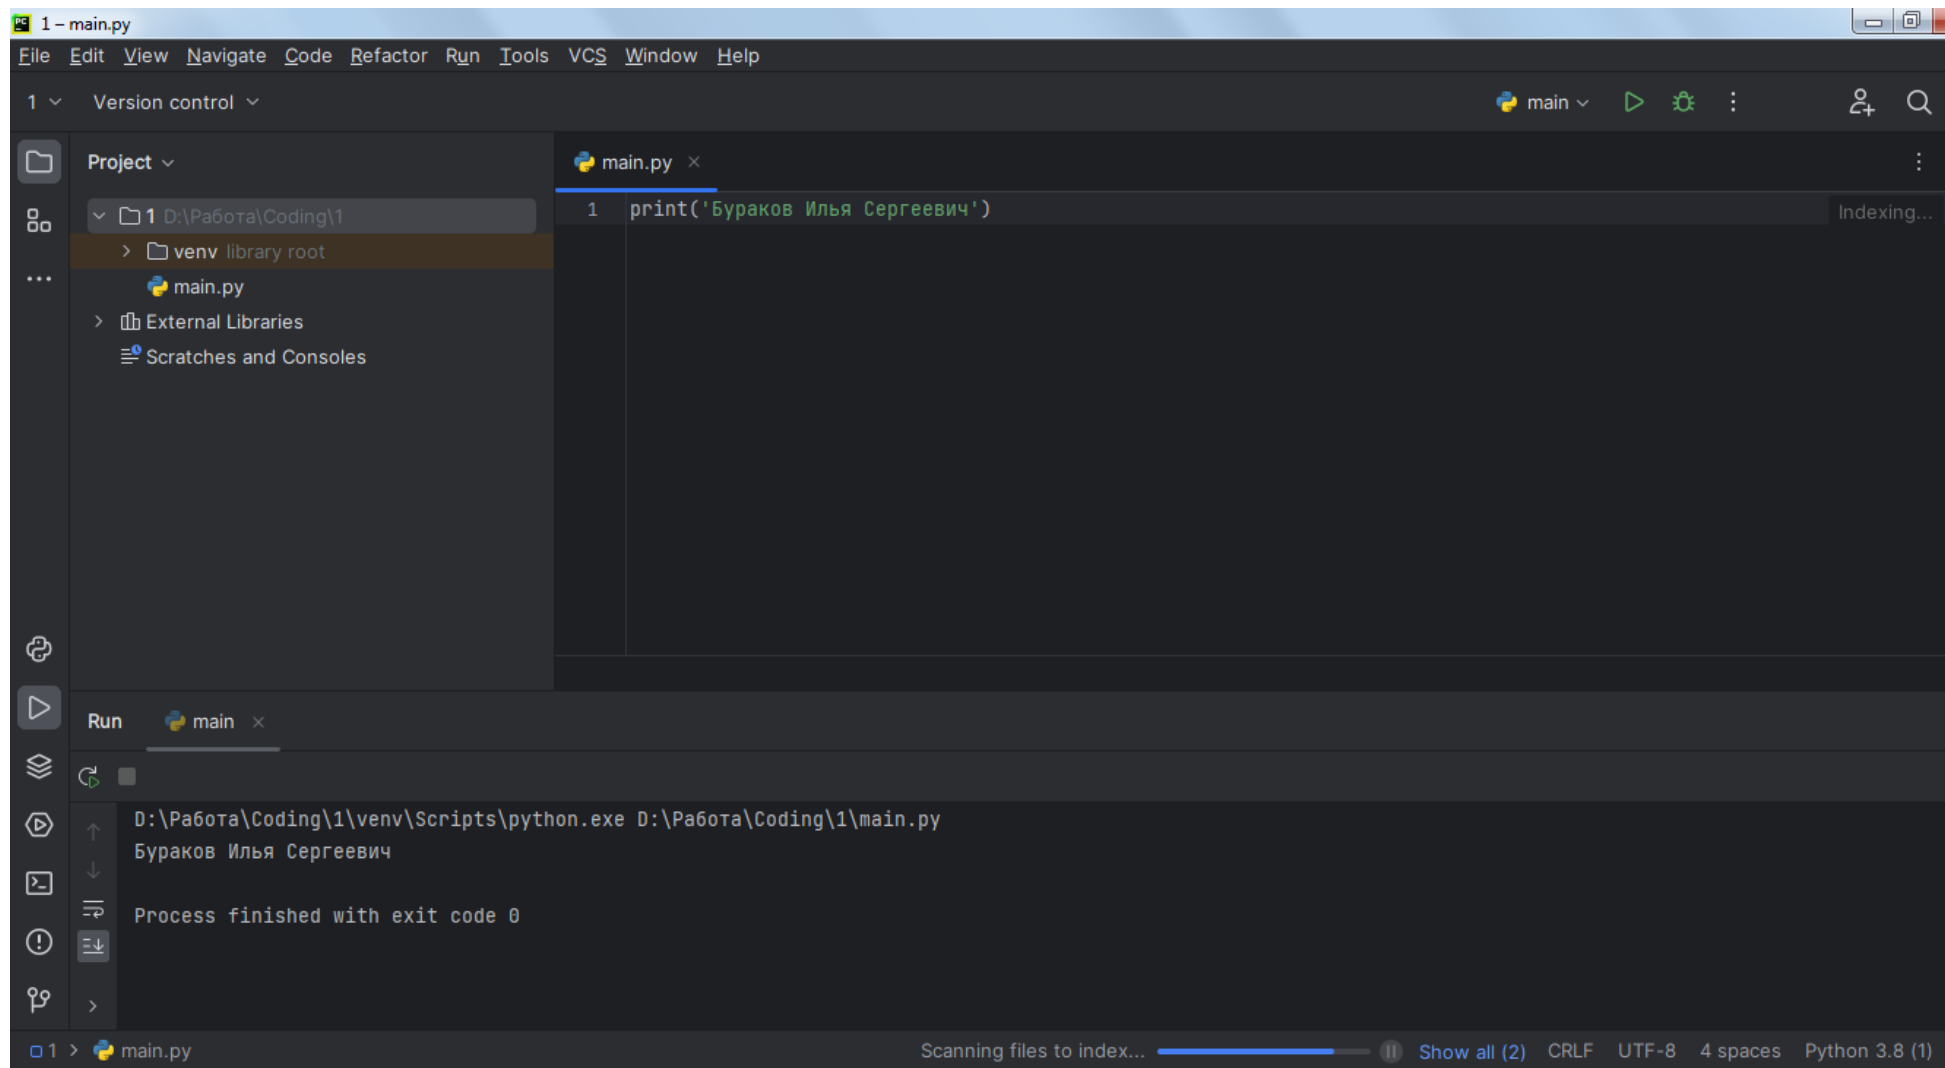 1 – main.py
File Edit View Navigate Code Refactor Run Tools VCS Window Help
1 Version control main
Project
main.py
1 D:\Работа\Coding\1
venv library root
main.py
External Libraries
Scratches and Consoles
1 print('Бураков Илья Сергеевич')
Indexing...
Run main
D:\Работа\Coding\1\venv\Scripts\python.exe D:\Работа\Coding\1\main.py
Бураков Илья Сергеевич
Process finished with exit code 0
1 > main.py Scanning files to index... Show all (2) CRLF UTF-8 4 spaces Python 3.8 (1)